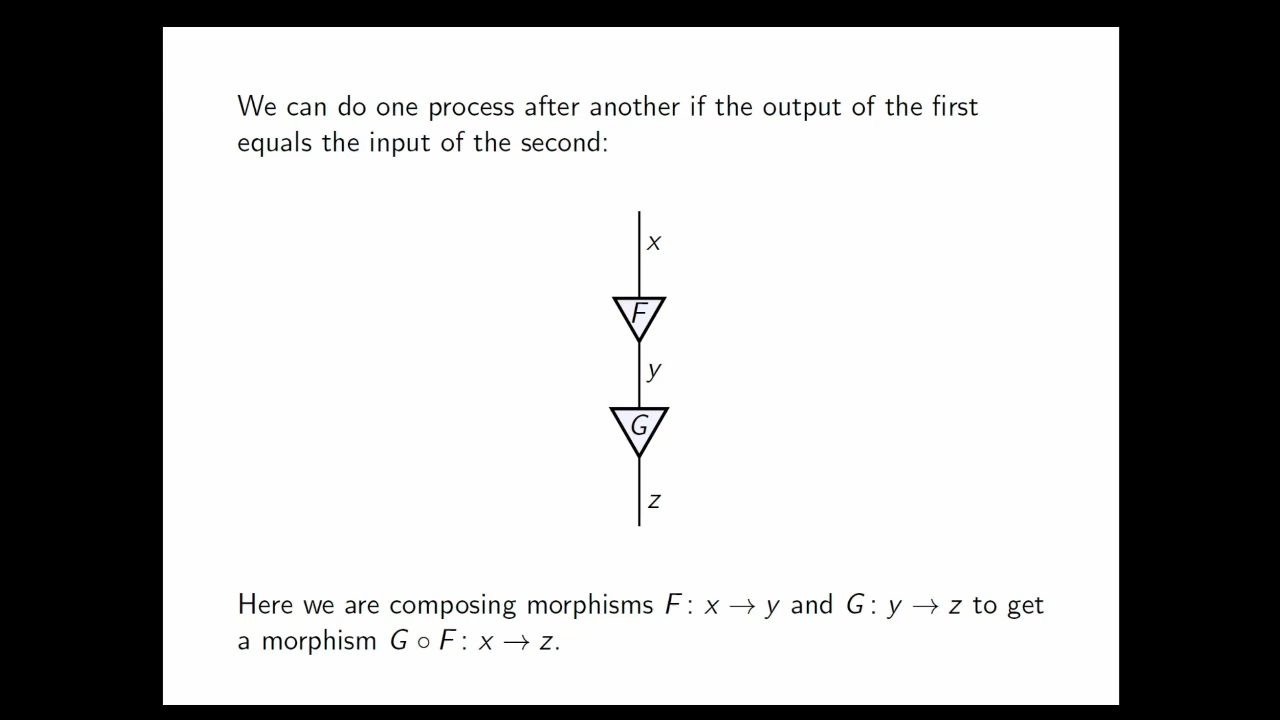 We can do one process after another if the output of the first
equals the input of the second:
x
F
y
G
z
Here we are composing morphisms F: x → y and G: y → z to get
a morphism G ∘ F: x → z.